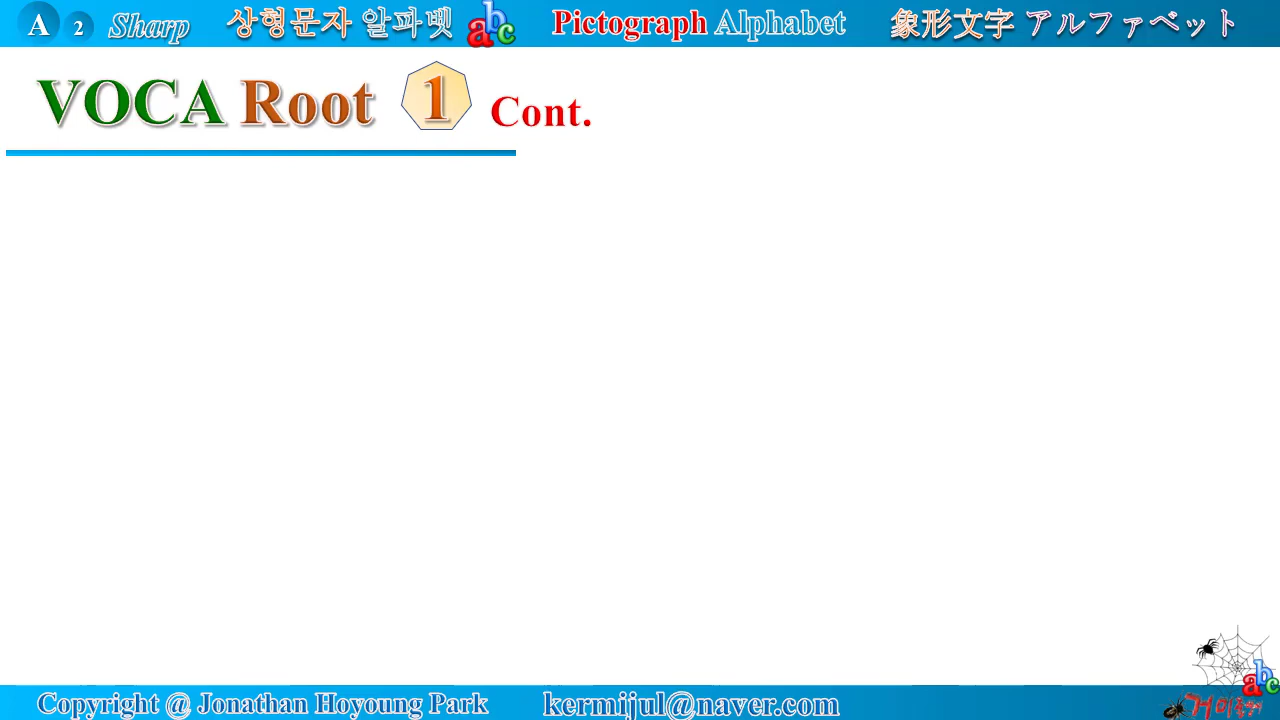 A 2 Sharp 상형문자 알파벳 abc Pictograph Alphabet 象形文字 アルファベット
VOCA Root 1 Cont.
abc
Copyright @ Jonathan Hoyoung Park kermijul@naver.com